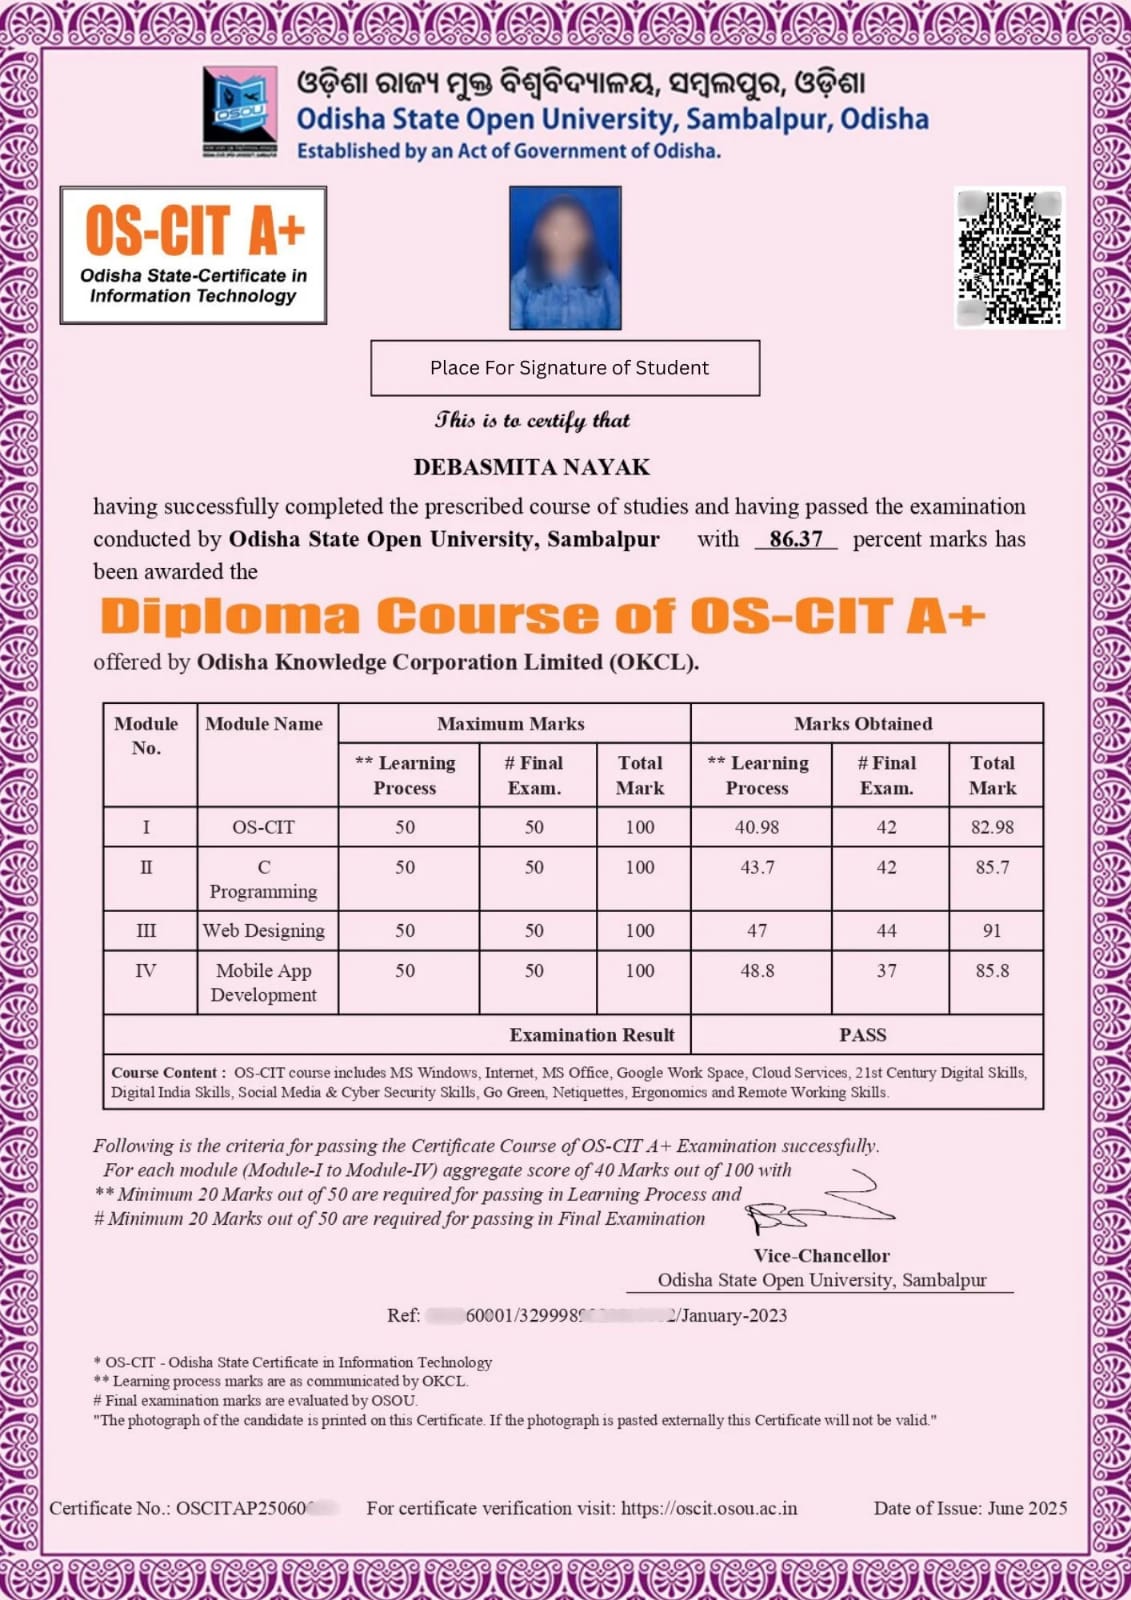 ଓଡ଼ିଶା ରାଜ୍ୟ ମୁକ୍ତ ବିଶ୍ୱବିଦ୍ୟାଳୟ, ସମ୍ବଲପୁର, ଓଡ଼ିଶା
OSOU
Odisha State Open University, Sambalpur, Odisha
Established by an Act of Government of Odisha.
OS-CIT A+
Odisha State-Certificate in
Information Technology
Place For Signature of Student
This is to certify that
DEBASMITA NAYAK
having successfully completed the prescribed course of studies and having passed the examination
conducted by Odisha State Open University, Sambalpur with 86.37 percent marks has
been awarded the
Diploma Course of OS-CIT A+
offered by Odisha Knowledge Corporation Limited (OKCL).
Module No. Module Name Maximum Marks Marks Obtained
** Learning Process # Final Exam. Total Mark ** Learning Process # Final Exam. Total Mark
I OS-CIT 50 50 100 40.98 42 82.98
II C Programming 50 50 100 43.7 42 85.7
III Web Designing 50 50 100 47 44 91
IV Mobile App Development 50 50 100 48.8 37 85.8
Examination Result PASS
Course Content : OS-CIT course includes MS Windows, Internet, MS Office, Google Work Space, Cloud Services, 21st Century Digital Skills,
Digital India Skills, Social Media & Cyber Security Skills, Go Green, Netiquettes, Ergonomics and Remote Working Skills.
Following is the criteria for passing the Certificate Course of OS-CIT A+ Examination successfully.
For each module (Module-I to Module-IV) aggregate score of 40 Marks out of 100 with
** Minimum 20 Marks out of 50 are required for passing in Learning Process and
# Minimum 20 Marks out of 50 are required for passing in Final Examination
Vice-Chancellor
Odisha State Open University, Sambalpur
Ref: 60001/329998 2/January-2023
* OS-CIT - Odisha State Certificate in Information Technology
** Learning process marks are as communicated by OKCL.
# Final examination marks are evaluated by OSOU.
"The photograph of the candidate is printed on this Certificate. If the photograph is pasted externally this Certificate will not be valid."
Certificate No.: OSCITAP25060 For certificate verification visit: https://oscit.osou.ac.in Date of Issue: June 2025